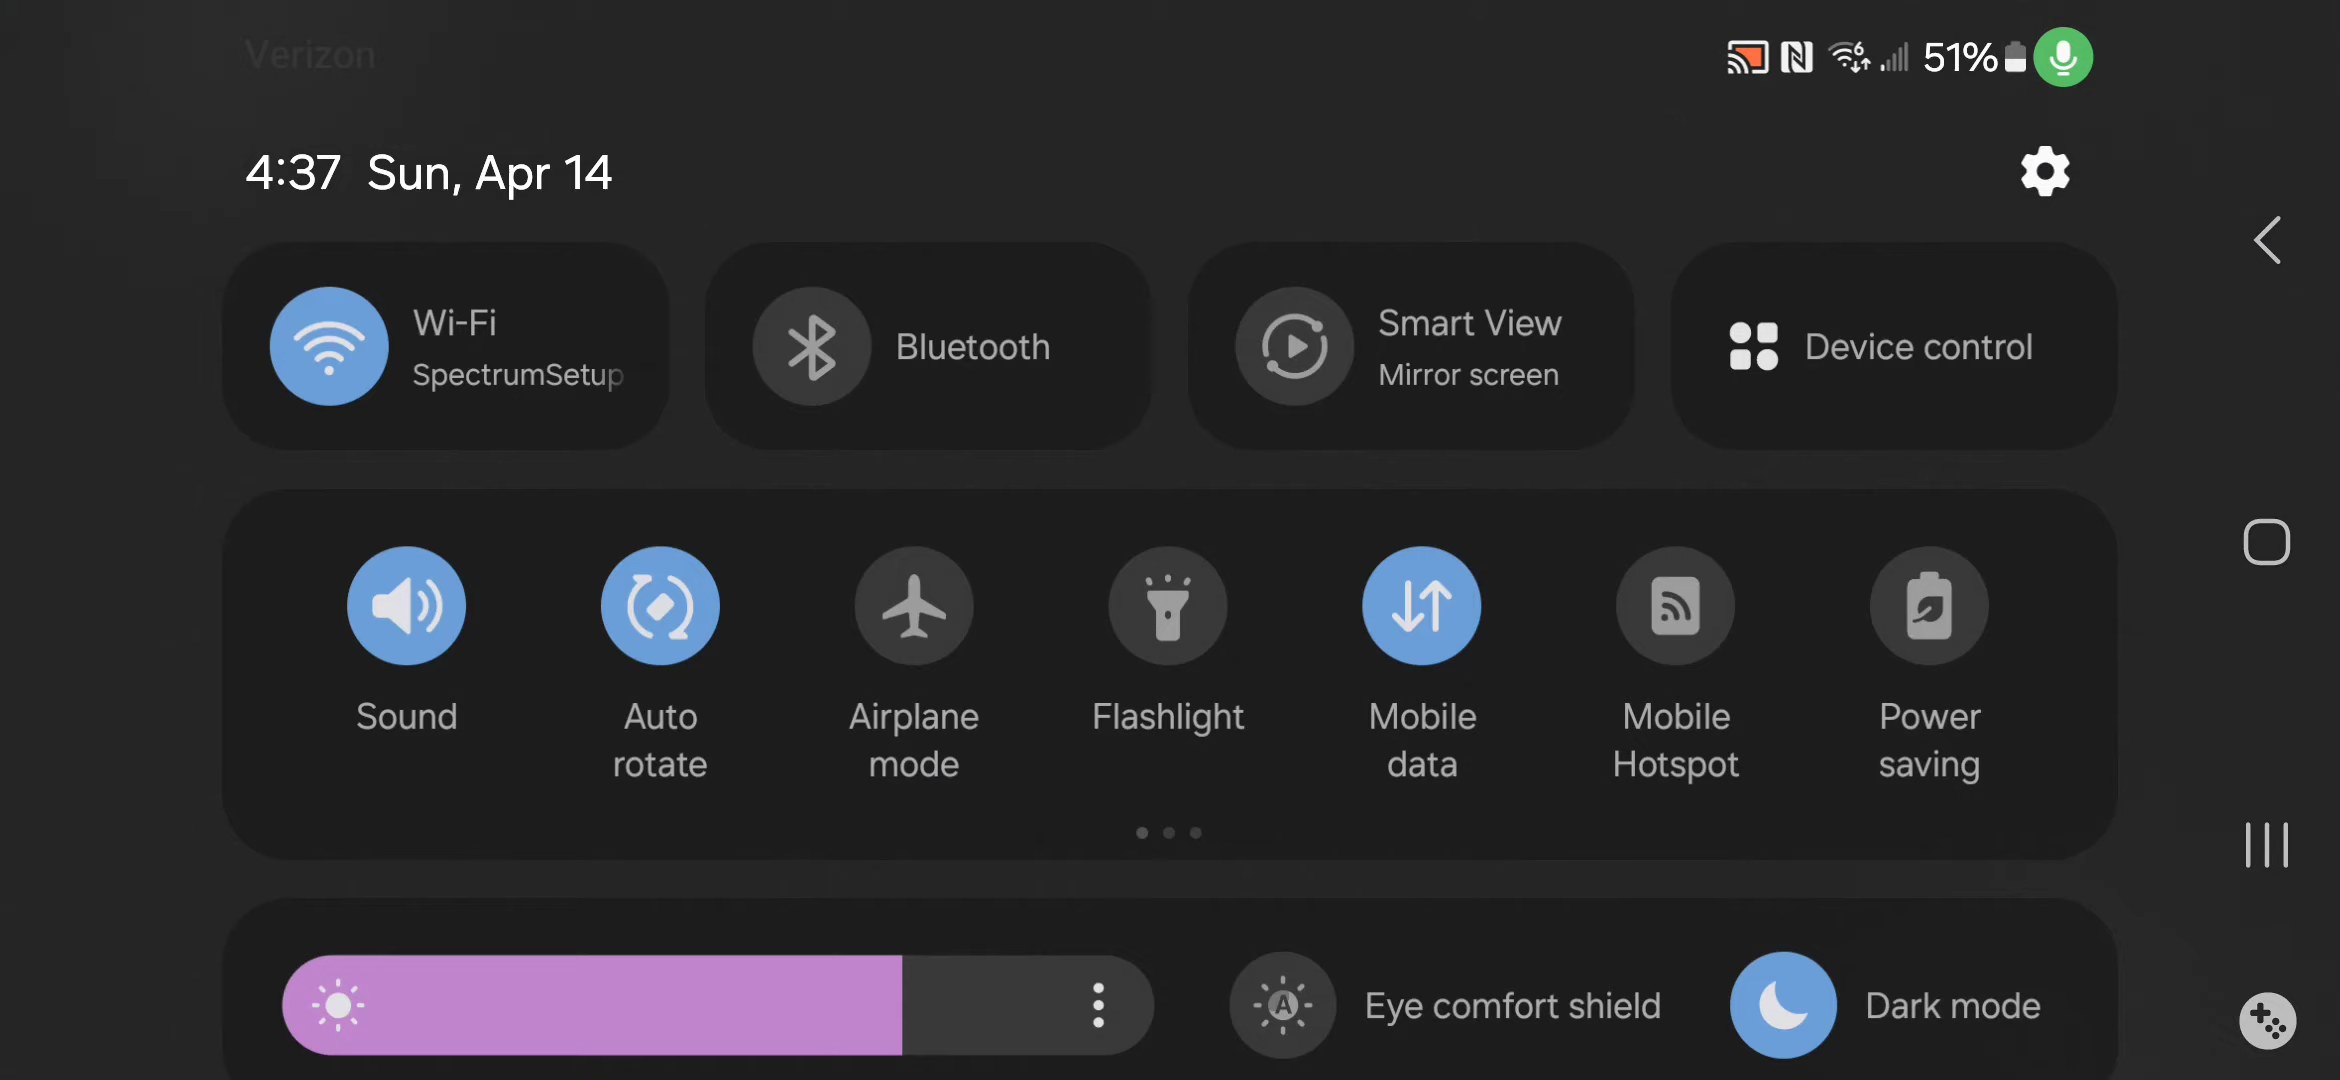 Verizon
6
51%
4:37 Sun, Apr 14
Wi-Fi
SpectrumSetup
Bluetooth
Smart View
Mirror screen
Device control
Sound
Auto
rotate
Airplane
mode
Flashlight
Mobile
data
Mobile
Hotspot
Power
saving
A
Eye comfort shield
Dark mode